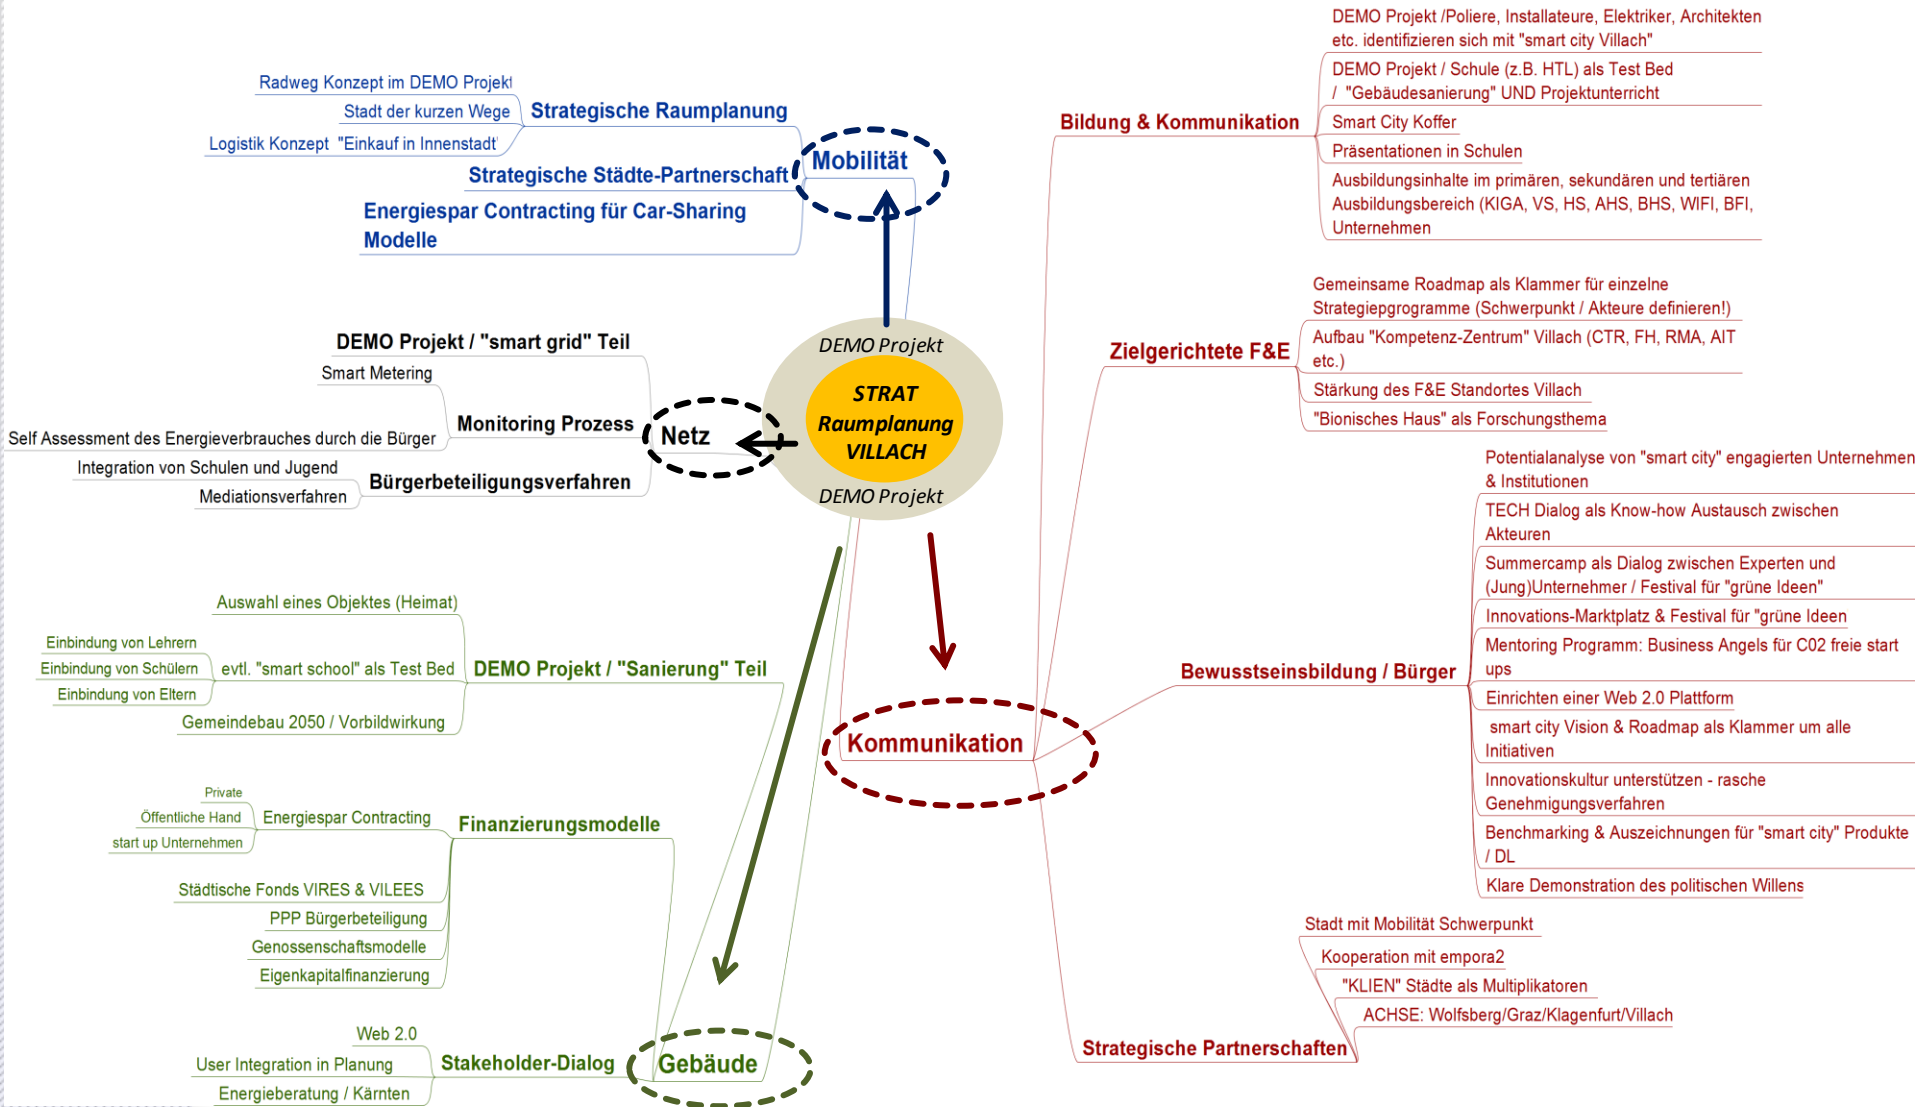 Radweg Konzept im DEMO Projekt
Stadt der kurzen Wege
Logistik Konzept "Einkauf in Innenstadt"
Strategische Raumplanung
Strategische Städte-Partnerschaft
Energiespar Contracting für Car-Sharing
Modelle
Mobilität
DEMO Projekt / "smart grid" Teil
Smart Metering
Monitoring Prozess
Self Assessment des Energieverbrauches durch die Bürger
Integration von Schulen und Jugend
Mediationsverfahren
Bürgerbeteiligungsverfahren
Netz
DEMO Projekt
STRAT
Raumplanung
VILLACH
DEMO Projekt
Auswahl eines Objektes (Heimat)
Einbindung von Lehrern
Einbindung von Schülern
Einbindung von Eltern
evtl. "smart school" als Test Bed
Gemeindebau 2050 / Vorbildwirkung
DEMO Projekt / "Sanierung" Teil
Private
Öffentliche Hand
start up Unternehmen
Energiespar Contracting
Städtische Fonds VIRES & VILEES
PPP Bürgerbeteiligung
Genossenschaftsmodelle
Eigenkapitalfinanzierung
Finanzierungsmodelle
Web 2.0
User Integration in Planung
Energieberatung / Kärnten
Stakeholder-Dialog
Gebäude
Kommunikation
Bildung & Kommunikation
DEMO Projekt /Poliere, Installateure, Elektriker, Architekten
etc. identifizieren sich mit "smart city Villach"
DEMO Projekt / Schule (z.B. HTL) als Test Bed
/ "Gebäudesanierung" UND Projektunterricht
Smart City Koffer
Präsentationen in Schulen
Ausbildungsinhalte im primären, sekundären und tertiären
Ausbildungsbereich (KIGA, VS, HS, AHS, BHS, WIFI, BFI,
Unternehmen
Zielgerichtete F&E
Gemeinsame Roadmap als Klammer für einzelne
Strategiepgrogramme (Schwerpunkt / Akteure definieren!)
Aufbau "Kompetenz-Zentrum" Villach (CTR, FH, RMA, AIT
etc.)
Stärkung des F&E Standortes Villach
"Bionisches Haus" als Forschungsthema
Bewusstseinsbildung / Bürger
Potentialanalyse von "smart city" engagierten Unternehmen
& Institutionen
TECH Dialog als Know-how Austausch zwischen
Akteuren
Summercamp als Dialog zwischen Experten und
(Jung)Unternehmer / Festival für "grüne Ideen"
Innovations-Marktplatz & Festival für "grüne Ideen
Mentoring Programm: Business Angels für C02 freie start
ups
Einrichten einer Web 2.0 Plattform
smart city Vision & Roadmap als Klammer um alle
Initiativen
Innovationskultur unterstützen - rasche
Genehmigungsverfahren
Benchmarking & Auszeichnungen für "smart city" Produkte
/ DL
Klare Demonstration des politischen Willens
Strategische Partnerschaften
Stadt mit Mobilität Schwerpunkt
Kooperation mit empora2
"KLIEN" Städte als Multiplikatoren
ACHSE: Wolfsberg/Graz/Klagenfurt/Villach